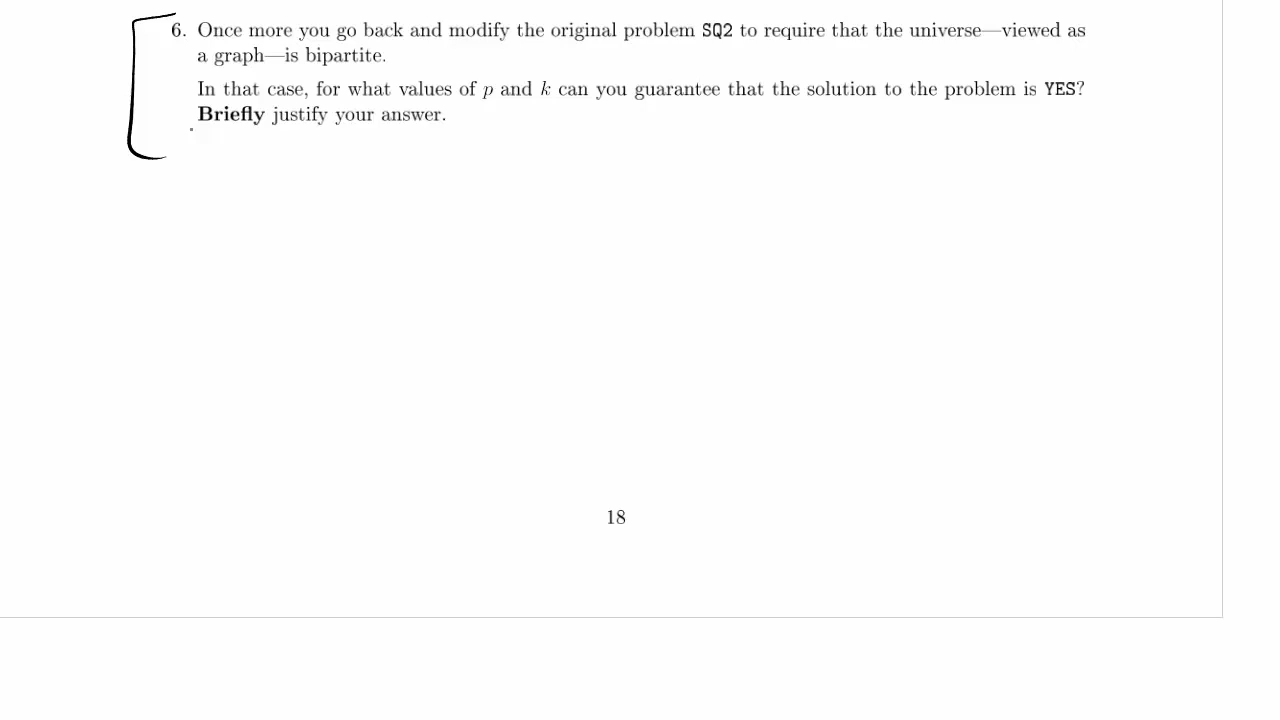 6. Once more you go back and modify the original problem SQ2 to require that the universe—viewed as
a graph—is bipartite.
In that case, for what values of p and k can you guarantee that the solution to the problem is YES?
Briefly justify your answer.
18